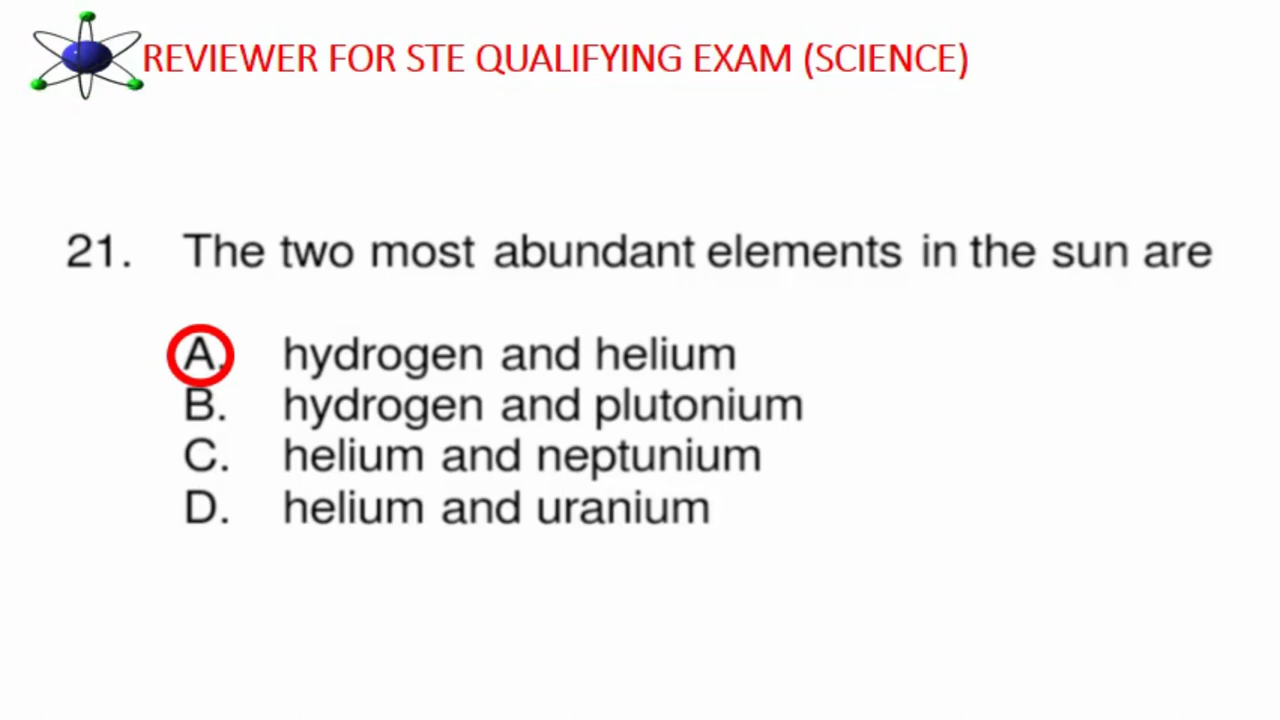 REVIEWER FOR STE QUALIFYING EXAM (SCIENCE)
21. The two most abundant elements in the sun are
A. hydrogen and helium
B. hydrogen and plutonium
C. helium and neptunium
D. helium and uranium